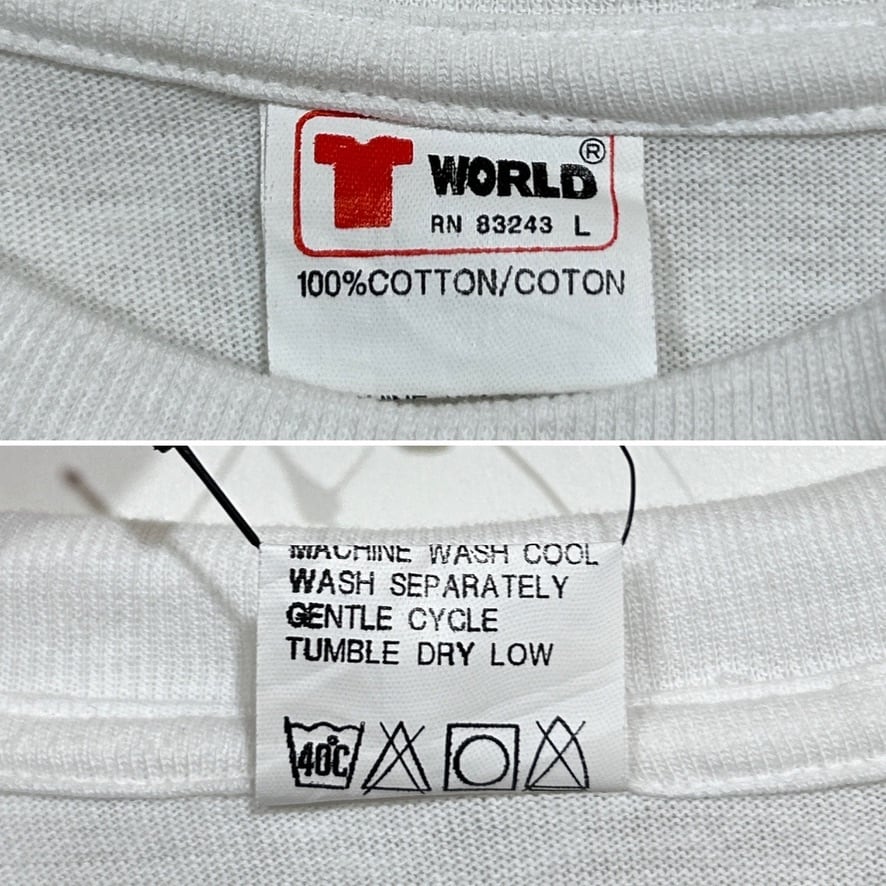 WORLD®
RN 83243 L
100%COTTON/COTON
MACHINE WASH COOL
WASH SEPARATELY
GENTLE CYCLE
TUMBLE DRY LOW
40°C